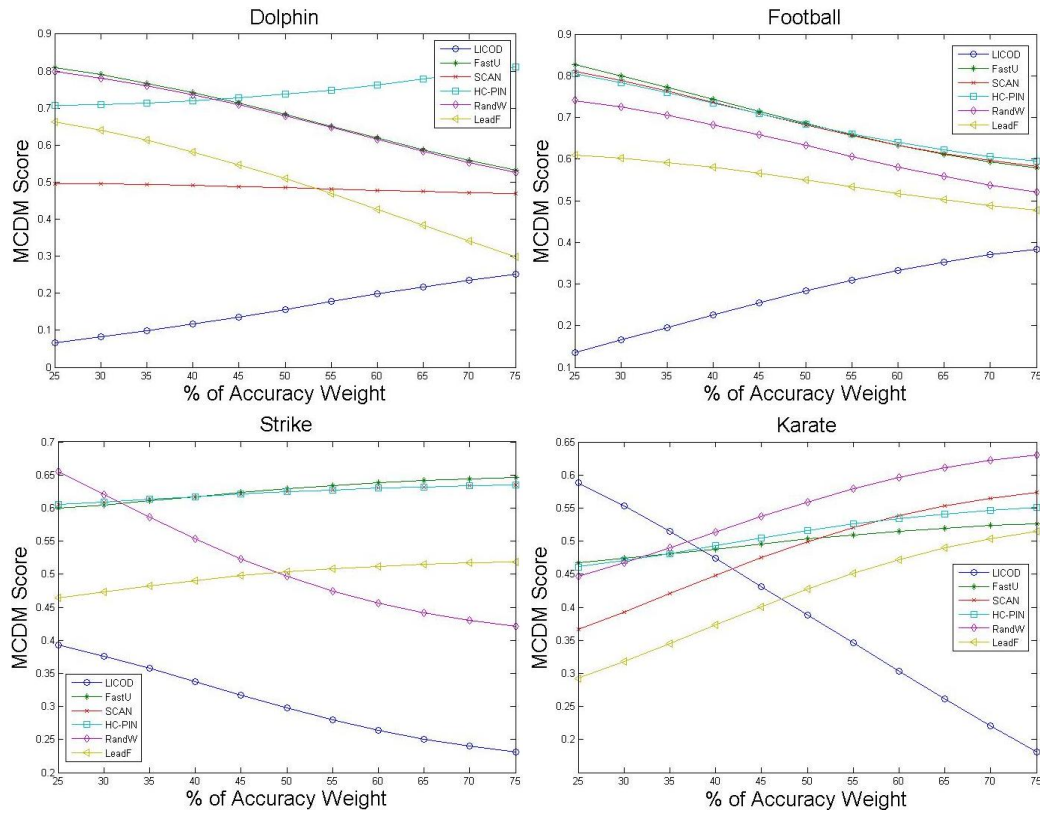 Dolphin
MCDM Score
0.9
0.8
0.7
0.6
0.5
0.4
0.3
0.2
0.1
0
LICOD
FastU
SCAN
HC-PIN
RandW
LeadF
25 30 35 40 45 50 55 60 65 70 75
% of Accuracy Weight
Football
MCDM Score
0.9
0.8
0.7
0.6
0.5
0.4
0.3
0.2
0.1
LICOD
FastU
SCAN
HC-PIN
RandW
LeadF
25 30 35 40 45 50 55 60 65 70 75
% of Accuracy Weight
Strike
MCDM Score
0.7
0.65
0.6
0.55
0.5
0.45
0.4
0.35
0.3
0.25
0.2
LICOD
FastU
SCAN
HC-PIN
RandW
LeadF
25 30 35 40 45 50 55 60 65 70 75
% of Accuracy Weight
Karate
MCDM Score
0.65
0.6
0.55
0.5
0.45
0.4
0.35
0.3
0.25
0.2
LICOD
FastU
SCAN
HC-PIN
RandW
LeadF
25 30 35 40 45 50 55 60 65 70 75
% of Accuracy Weight